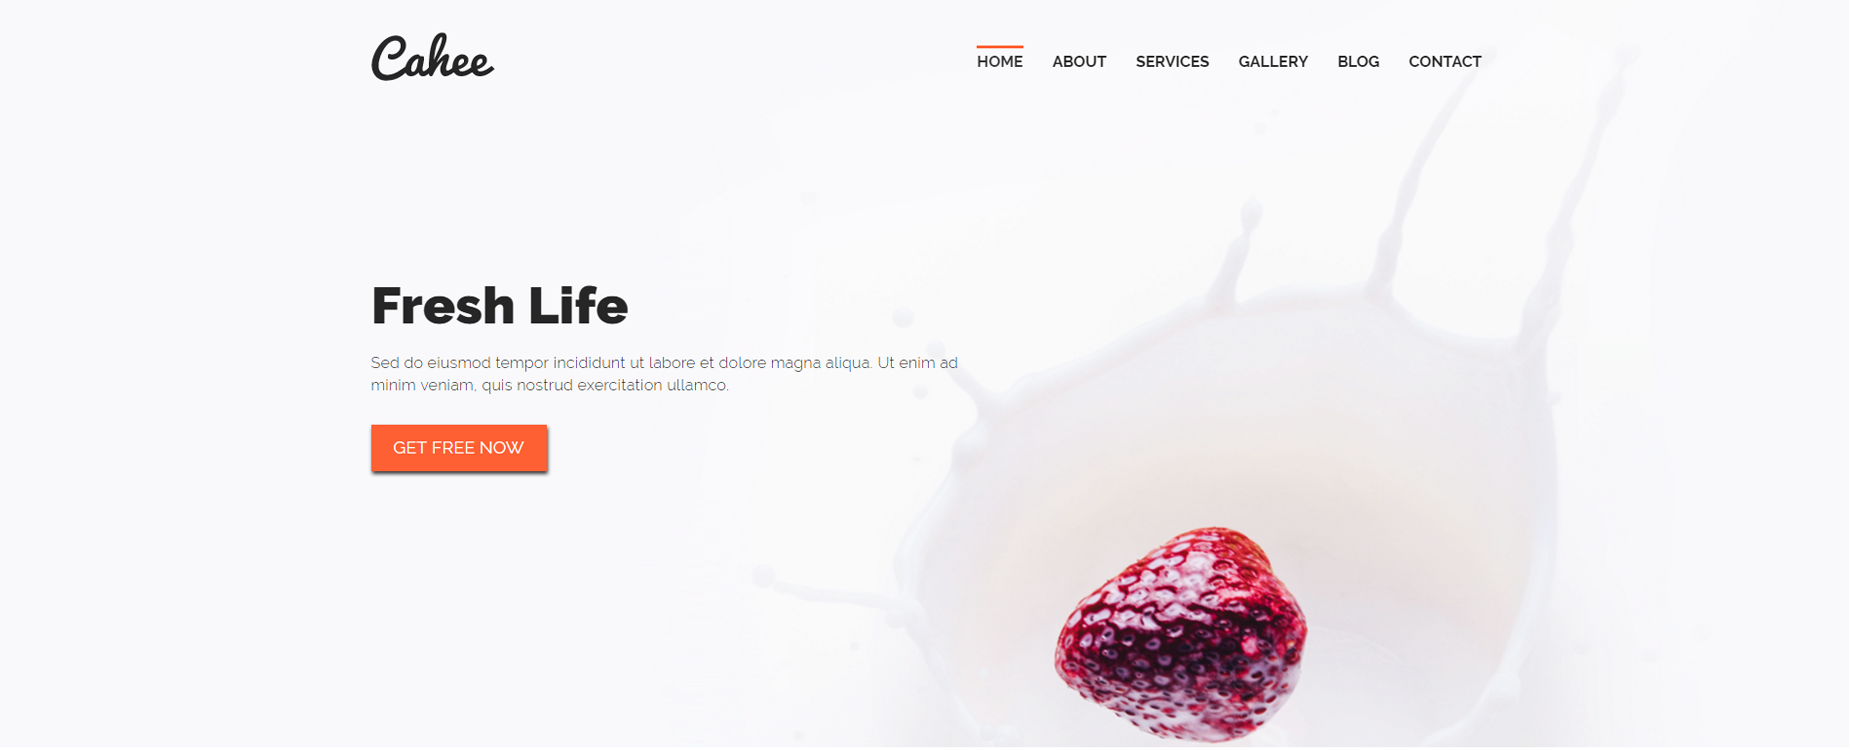 Cahee
HOME ABOUT SERVICES GALLERY BLOG CONTACT
Fresh Life
Sed do eiusmod tempor incididunt ut labore et dolore magna aliqua. Ut enim ad
minim veniam, quis nostrud exercitation ullamco.
GET FREE NOW